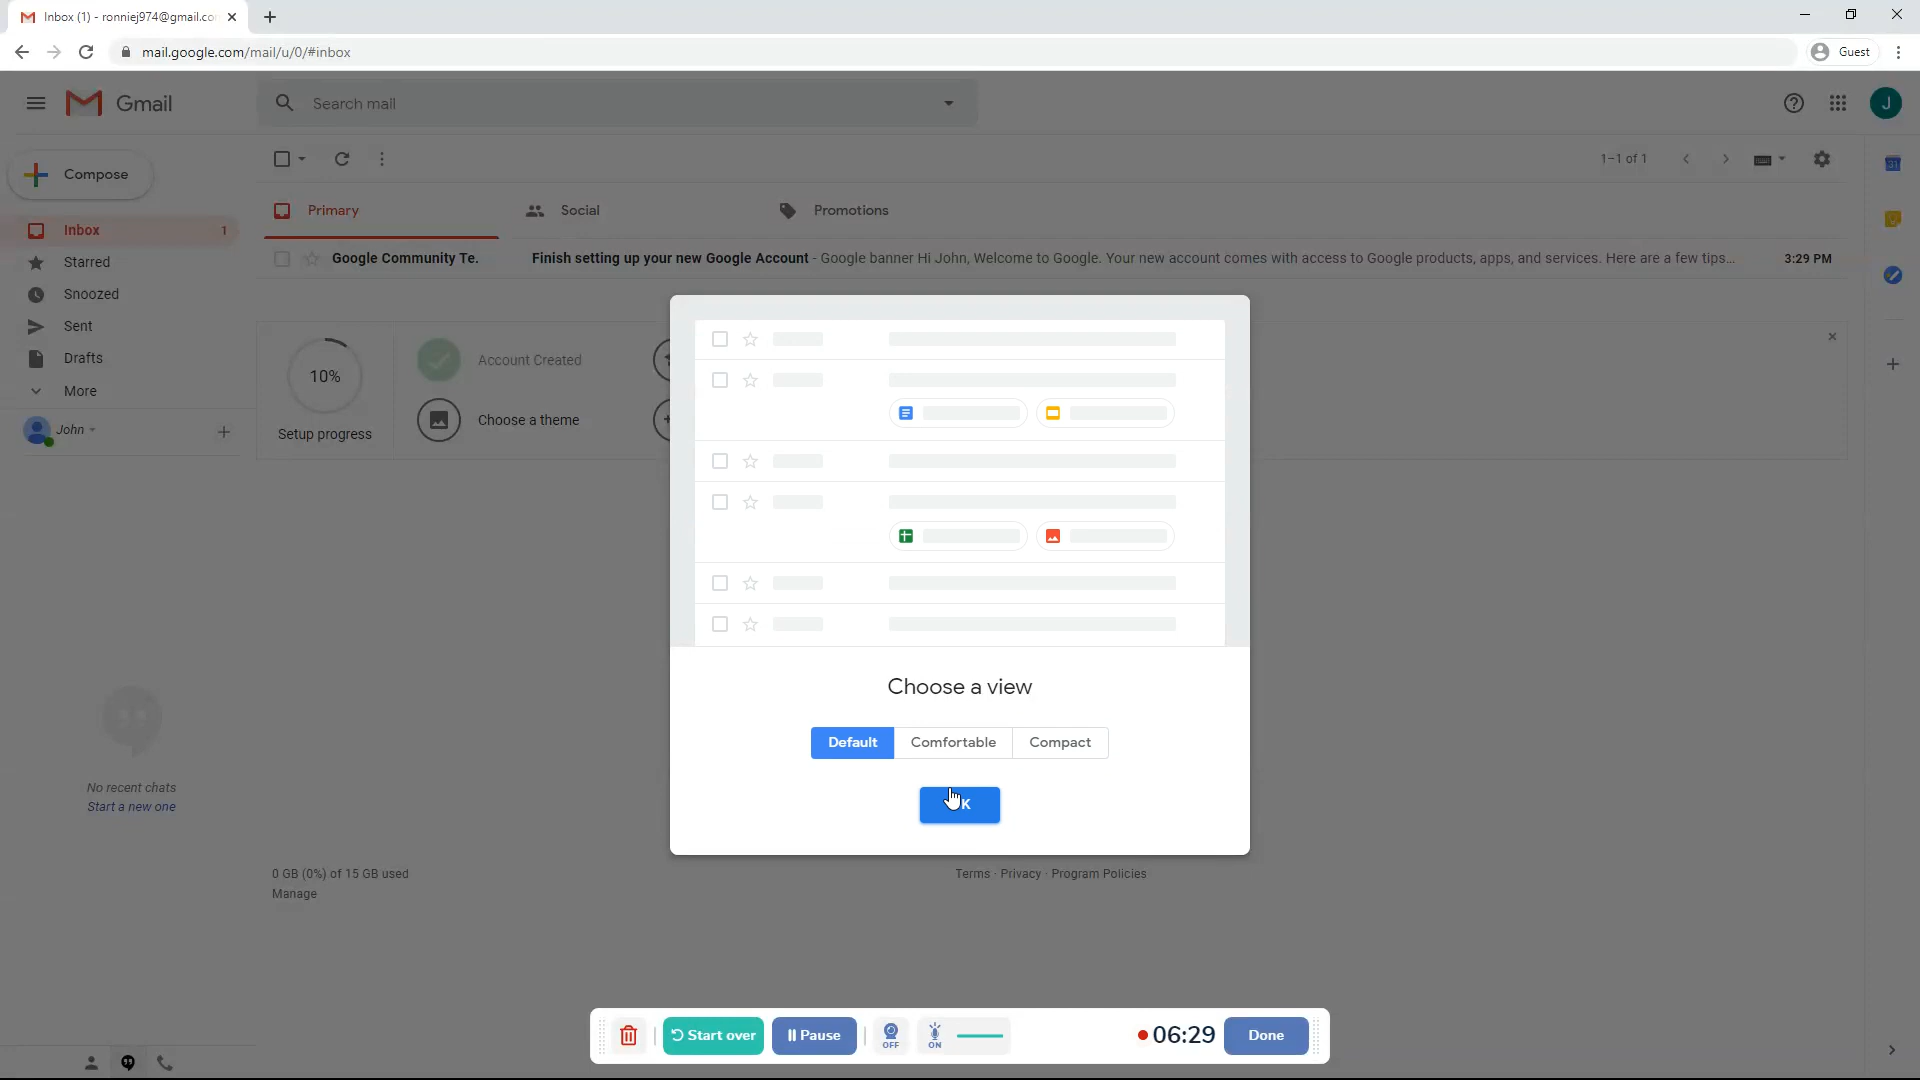 Inbox (1) - ronniej974@gmail.co
mail.google.com/mail/u/0/#inbox
Guest
Gmail
Search mail
J
Compose
1–1 of 1
31
Primary
Social
Promotions
Inbox 1
Google Community Te. Finish setting up your new Google Account - Google banner Hi John, Welcome to Google. Your new account comes with access to Google products, apps, and services. Here are a few tips... 3:29 PM
Starred
Snoozed
Sent
Drafts
More
John
10%
Setup progress
Account Created
Choose a theme
Choose a view
Default
Comfortable
Compact
K
No recent chats
Start a new one
0 GB (0%) of 15 GB used
Manage
Terms · Privacy · Program Policies
Start over
Pause
OFF
ON
06:29
Done